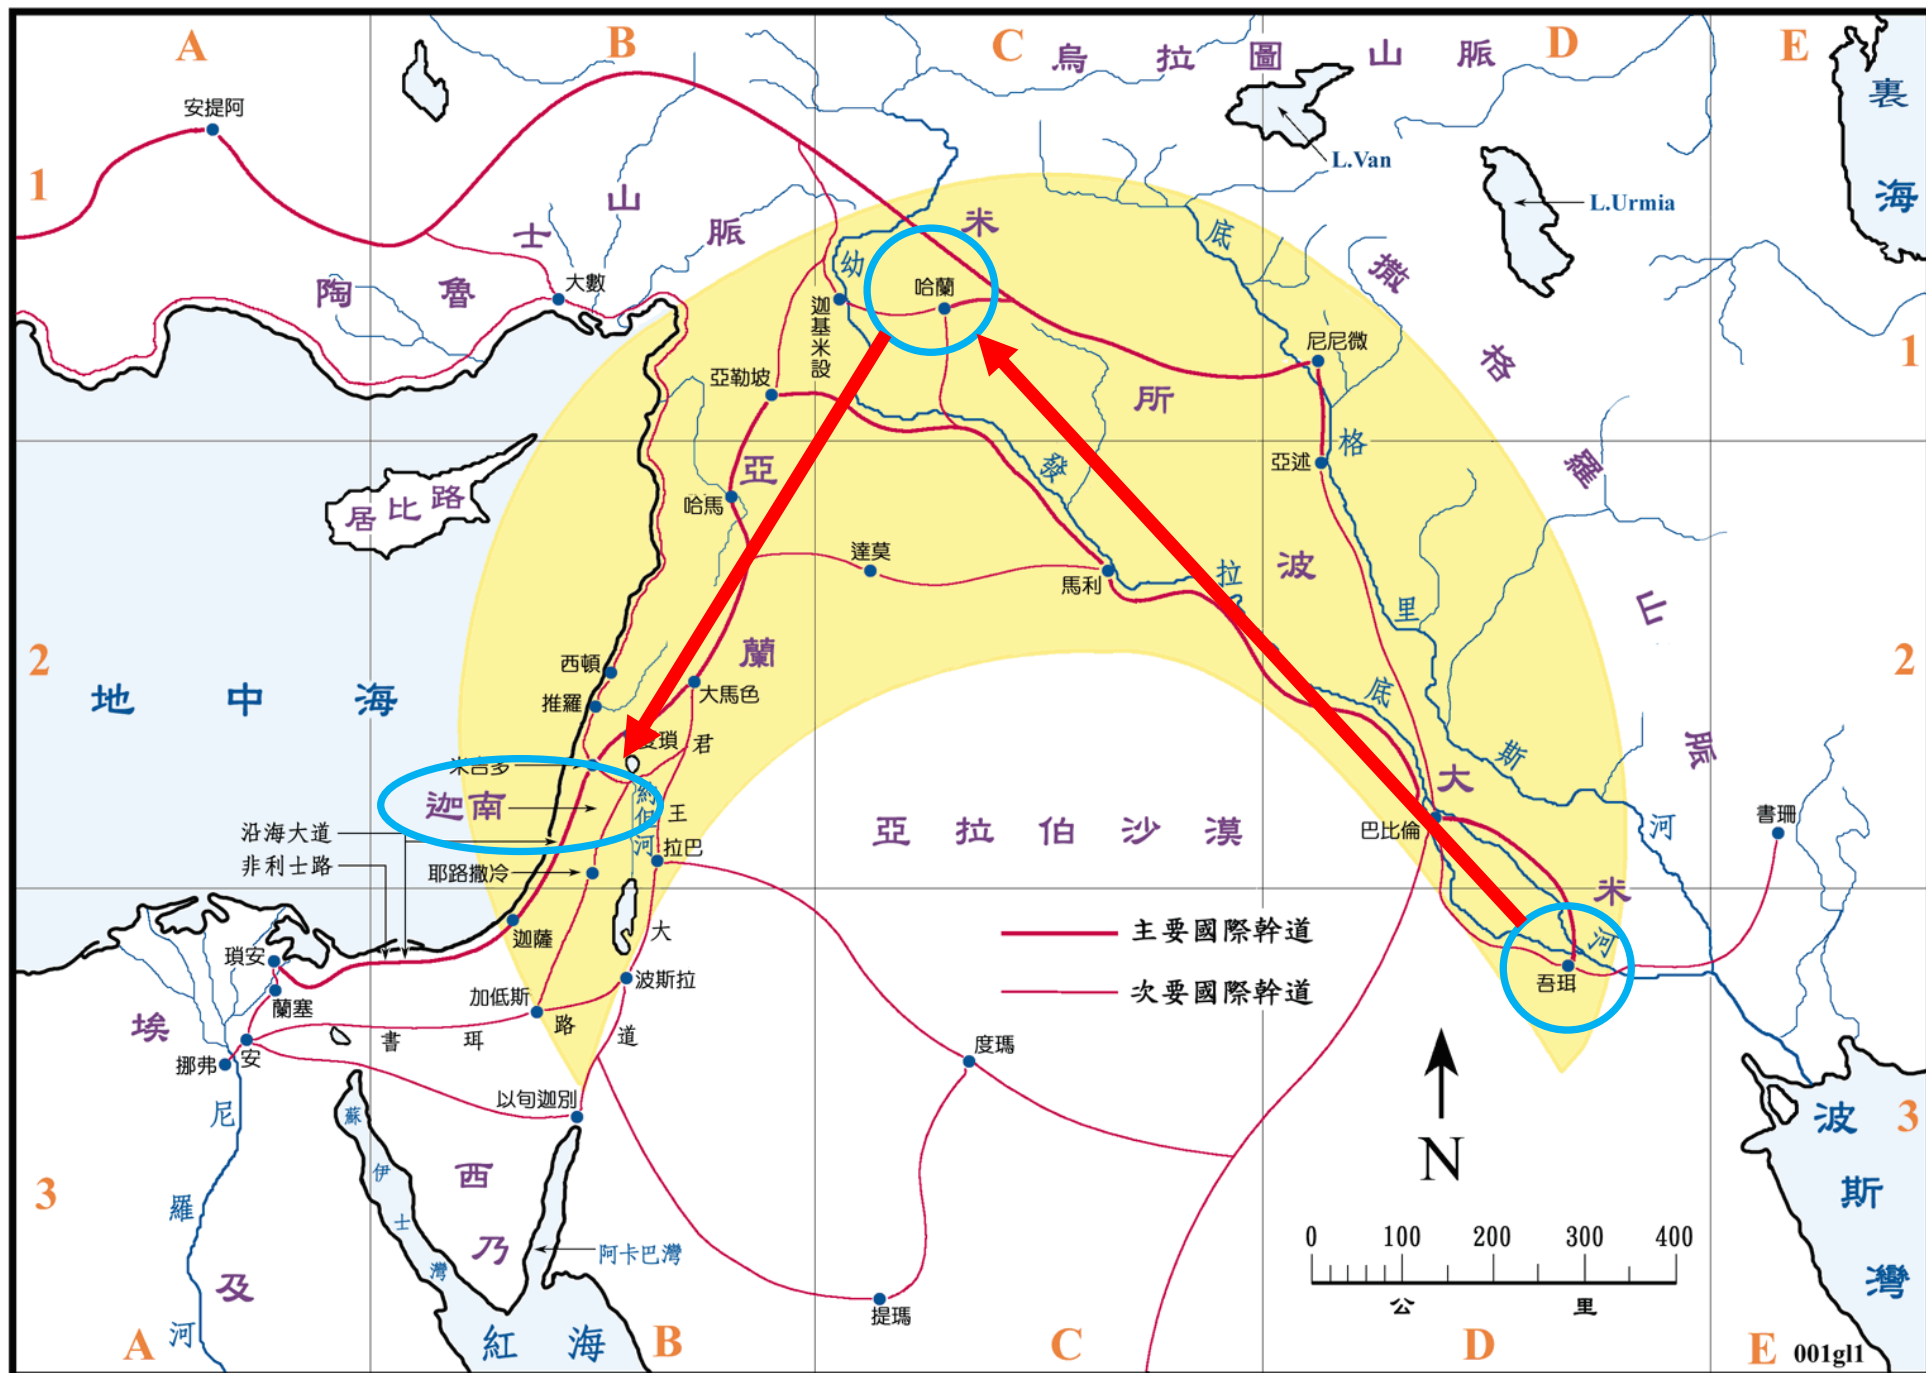 A
B
C
D
E
烏拉圖山脈
裏海
安提阿
L.Van
1
L.Urmia
士山脈
米
底
撒
陶魯
大數
幼
哈蘭
迦基米設
尼尼微
格
1
亞勒坡
所
亞
格
亞述
羅
哈馬
發
居比路
達莫
馬利
拉
波
里
山
西頓
蘭
2
地中海
推羅
大馬色
底
2
瑣
君
斯
脈
米吉多
大
迦南
約但河
王
亞拉伯沙漠
巴比倫
河
書珊
沿海大道
非利士路
耶路撒冷
拉巴
米
迦薩
大
主要國際幹道
河
瑣安
波斯拉
吾珥
蘭塞
加低斯
次要國際幹道
埃
書珥路
道
度瑪
挪弗
安
以旬迦別
尼
蘇
N
波
3
伊
西
斯
3
羅
士
乃
阿卡巴灣
0 100 200 300 400
灣
灣
及
提瑪
公里
河
紅海
A
B
C
D
E
001gl1